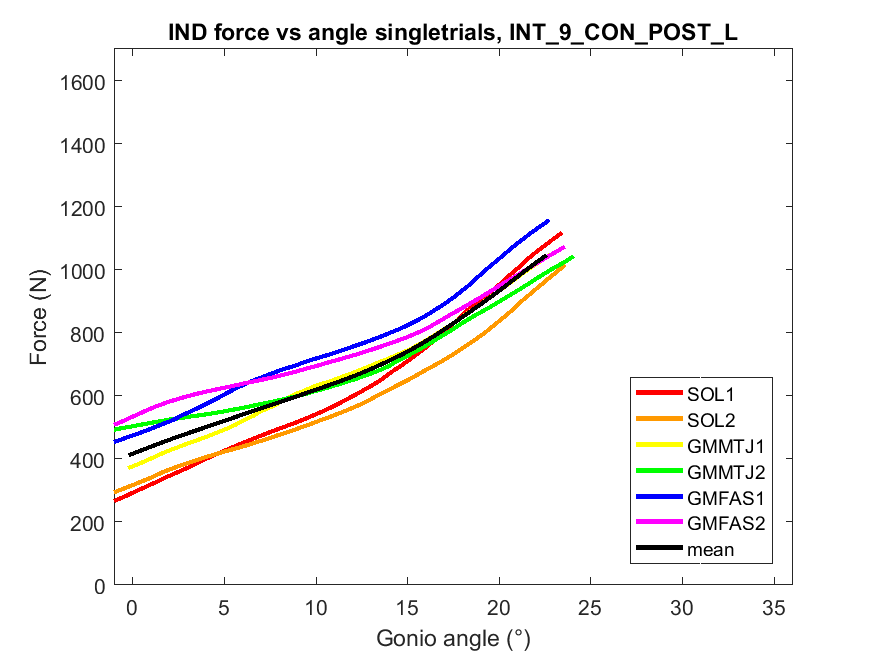 IND force vs angle singletrials, INT_9_CON_POST_L
1600
1400
1200
1000
800
600
400
200
0
Force (N)
0 5 10 15 20 25 30 35
Gonio angle (°)
SOL1
SOL2
GMMTJ1
GMMTJ2
GMFAS1
GMFAS2
mean